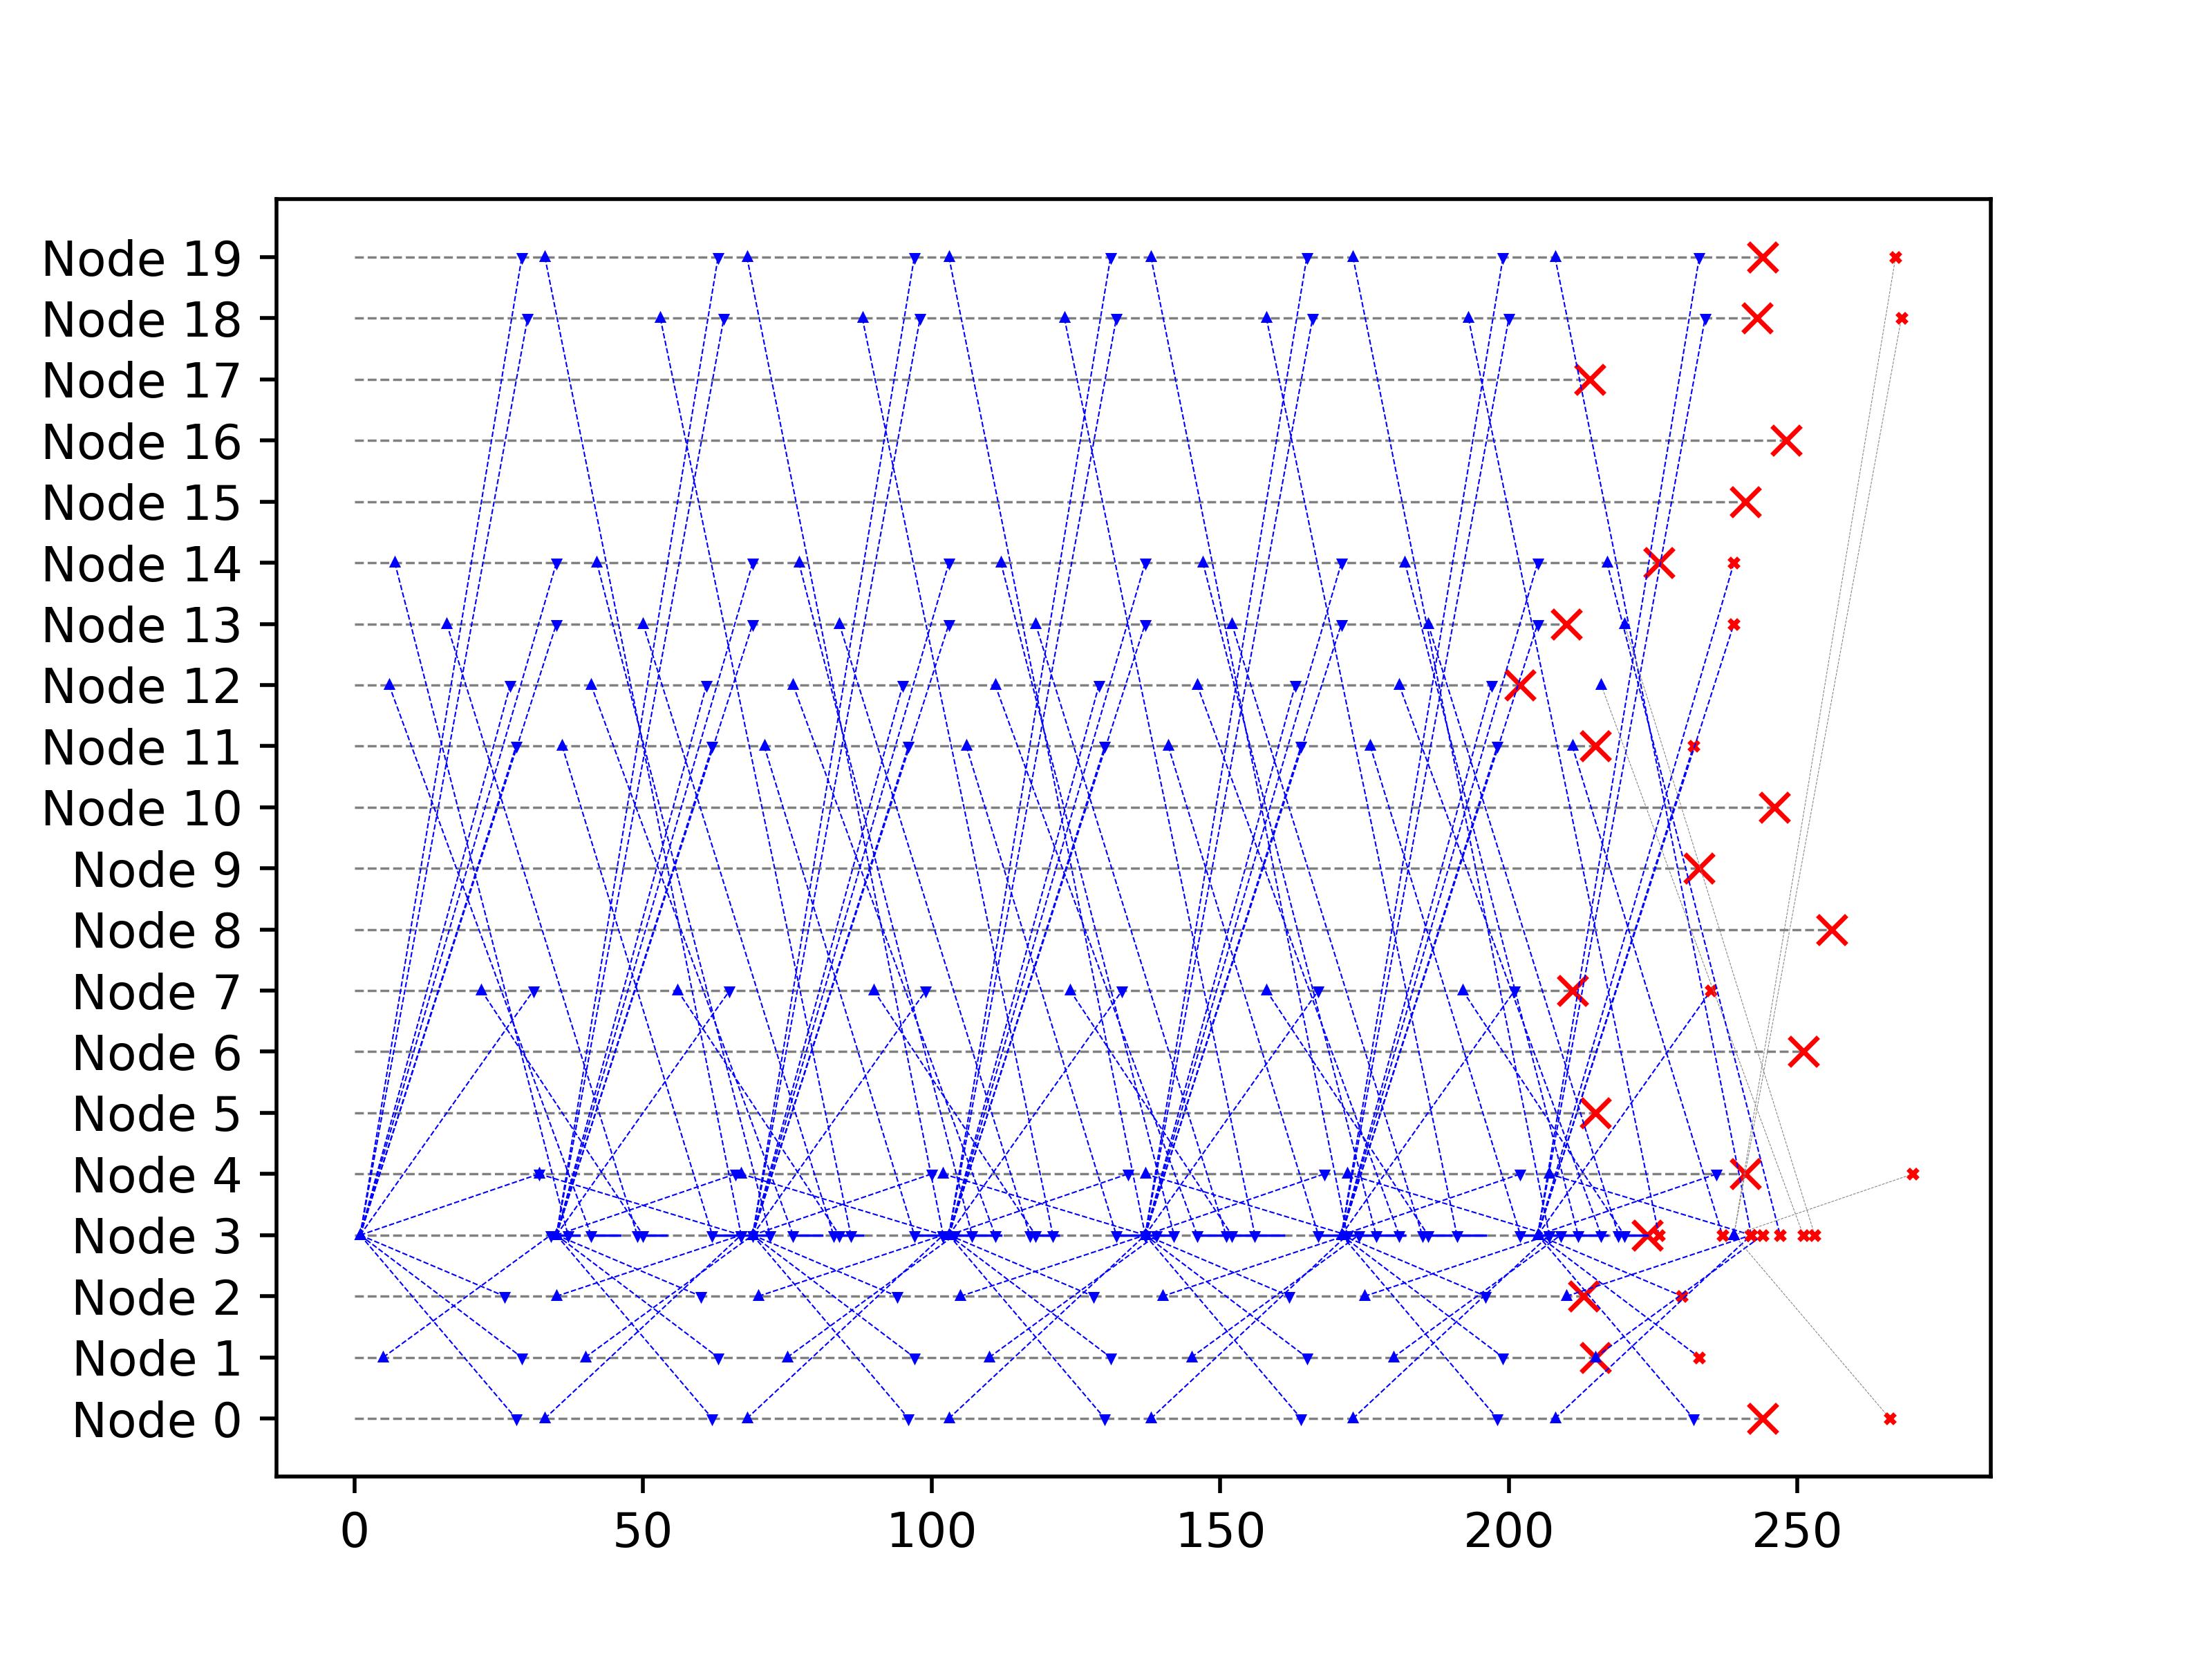 Node 19
Node 18
Node 17
Node 16
Node 15
Node 14
Node 13
Node 12
Node 11
Node 10
Node 9
Node 8
Node 7
Node 6
Node 5
Node 4
Node 3
Node 2
Node 1
Node 0
0 50 100 150 200 250